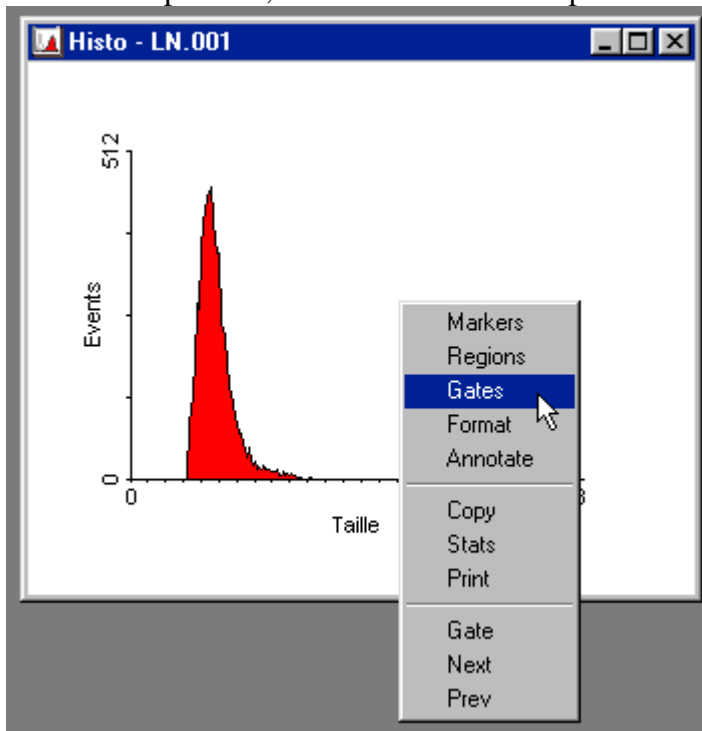 Histo - LN.001
512
Events
0
0
Taille
Markers
Regions
Gates
Format
Annotate
Copy
Stats
Print
Gate
Next
Prev